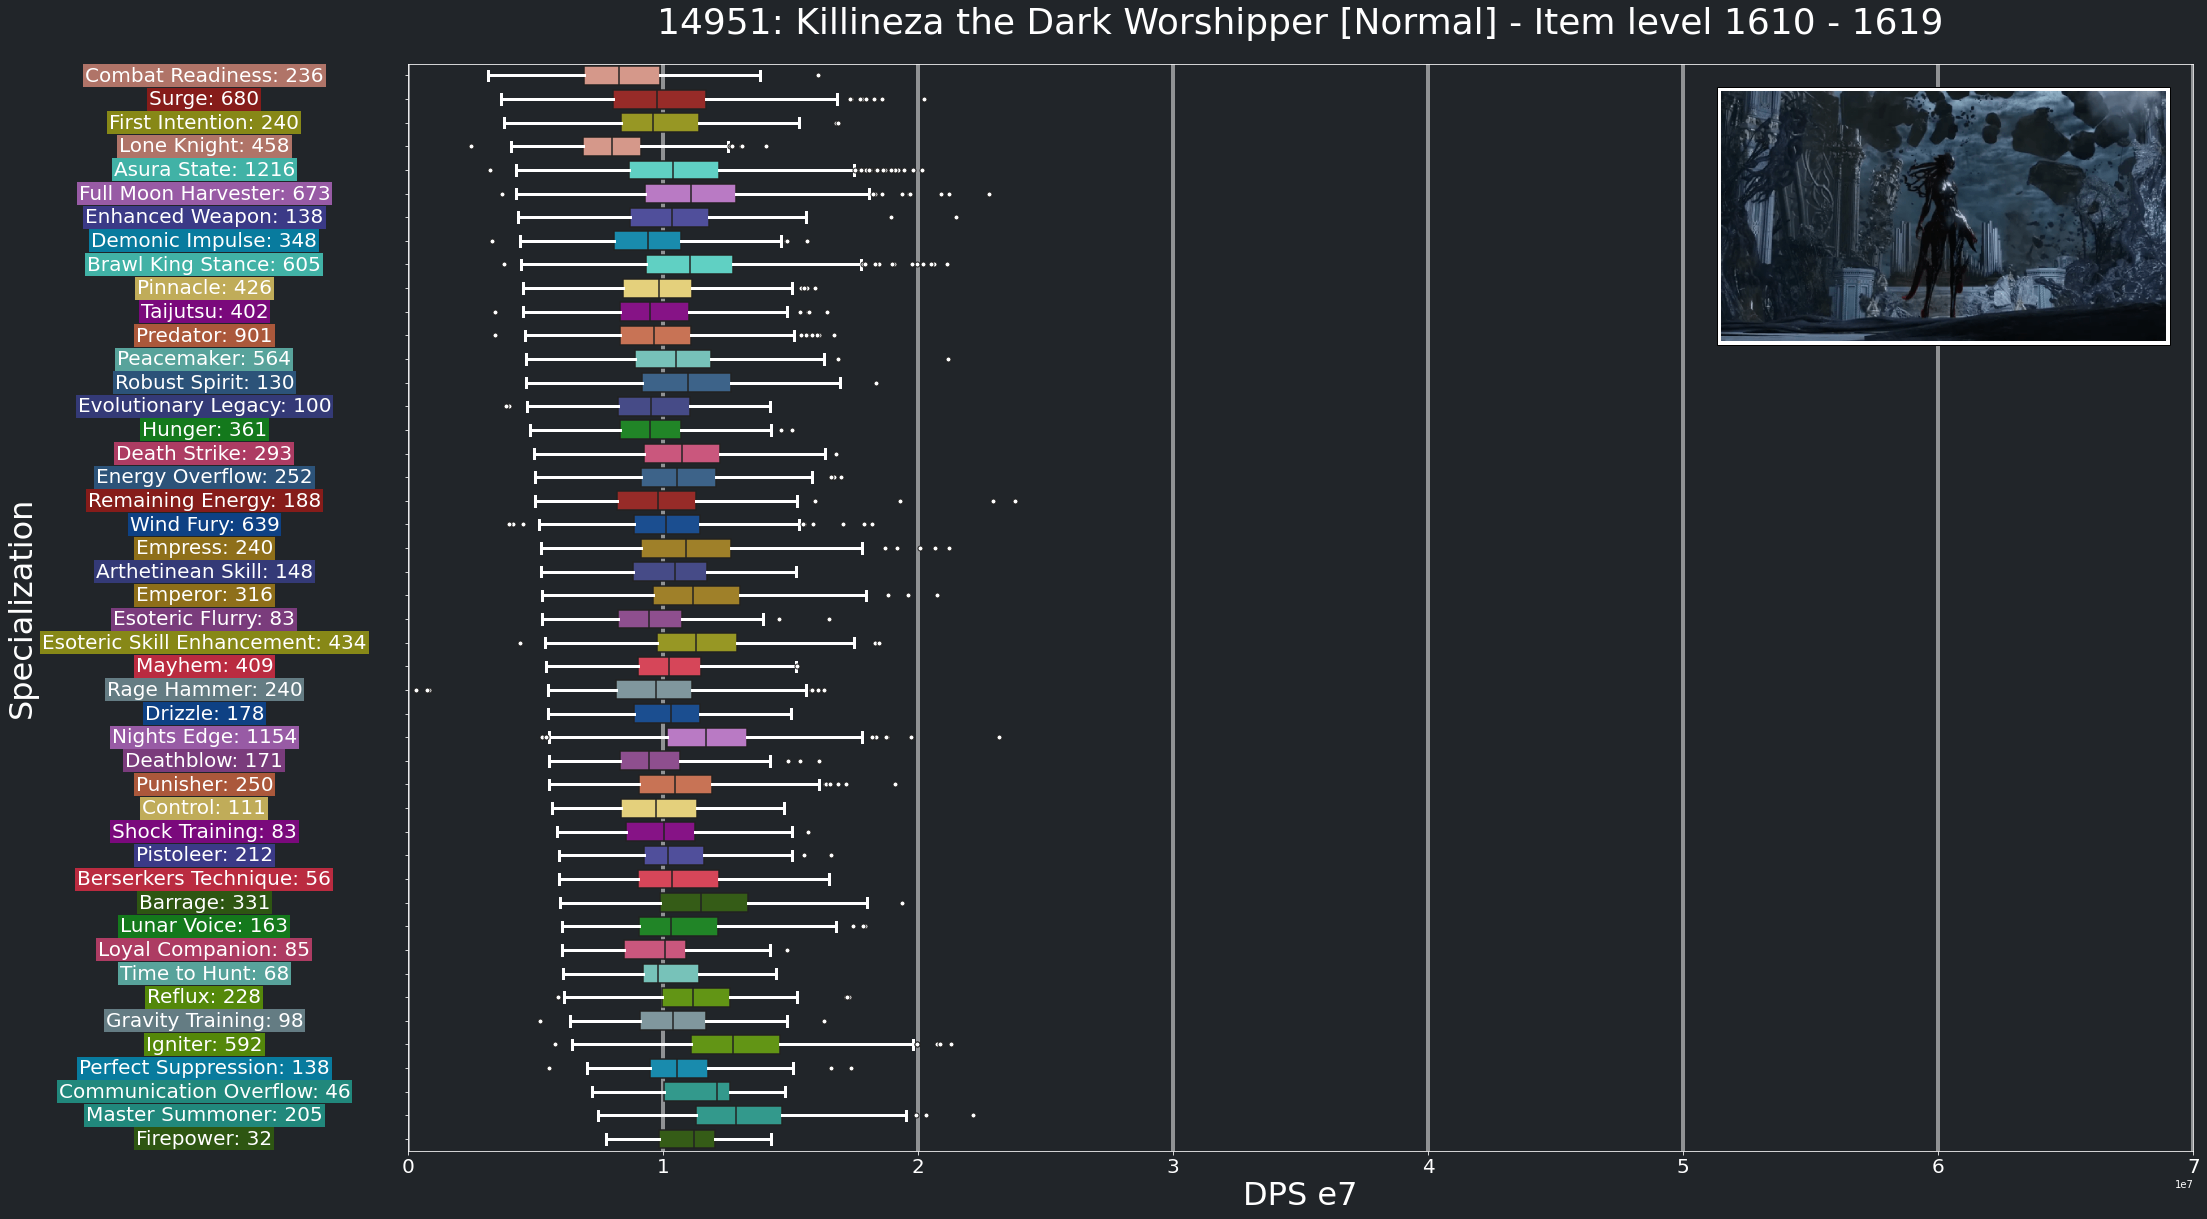 14951: Killineza the Dark Worshipper [Normal] - Item level 1610 - 1619
Combat Readiness: 236
Surge: 680
First Intention: 240
Lone Knight: 458
Asura State: 1216
Full Moon Harvester: 673
Enhanced Weapon: 138
Demonic Impulse: 348
Brawl King Stance: 605
Pinnacle: 426
Taijutsu: 402
Predator: 901
Peacemaker: 564
Robust Spirit: 130
Evolutionary Legacy: 100
Hunger: 361
Death Strike: 293
Energy Overflow: 252
Remaining Energy: 188
Wind Fury: 639
Empress: 240
Arthetinean Skill: 148
Emperor: 316
Esoteric Flurry: 83
Esoteric Skill Enhancement: 434
Mayhem: 409
Rage Hammer: 240
Drizzle: 178
Nights Edge: 1154
Deathblow: 171
Punisher: 250
Control: 111
Shock Training: 83
Pistoleer: 212
Berserkers Technique: 56
Barrage: 331
Lunar Voice: 163
Loyal Companion: 85
Time to Hunt: 68
Reflux: 228
Gravity Training: 98
Igniter: 592
Perfect Suppression: 138
Communication Overflow: 46
Master Summoner: 205
Firepower: 32
Specialization
0 1 2 3 4 5 6 7
1e7
DPS e7